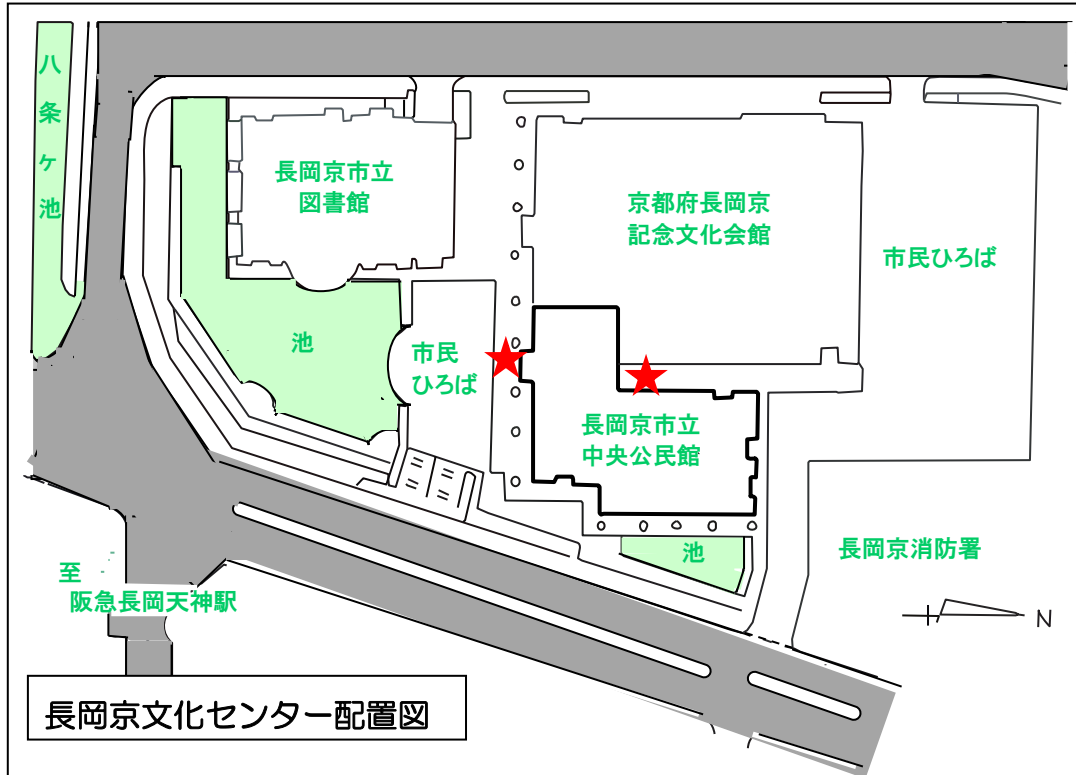 八条ヶ池
長岡京市立
図書館
京都府長岡京
記念文化会館
市民ひろば
池
市民
ひろば
長岡京市立
中央公民館
池
長岡京消防署
至
阪急長岡天神駅
N
長岡京文化センター配置図